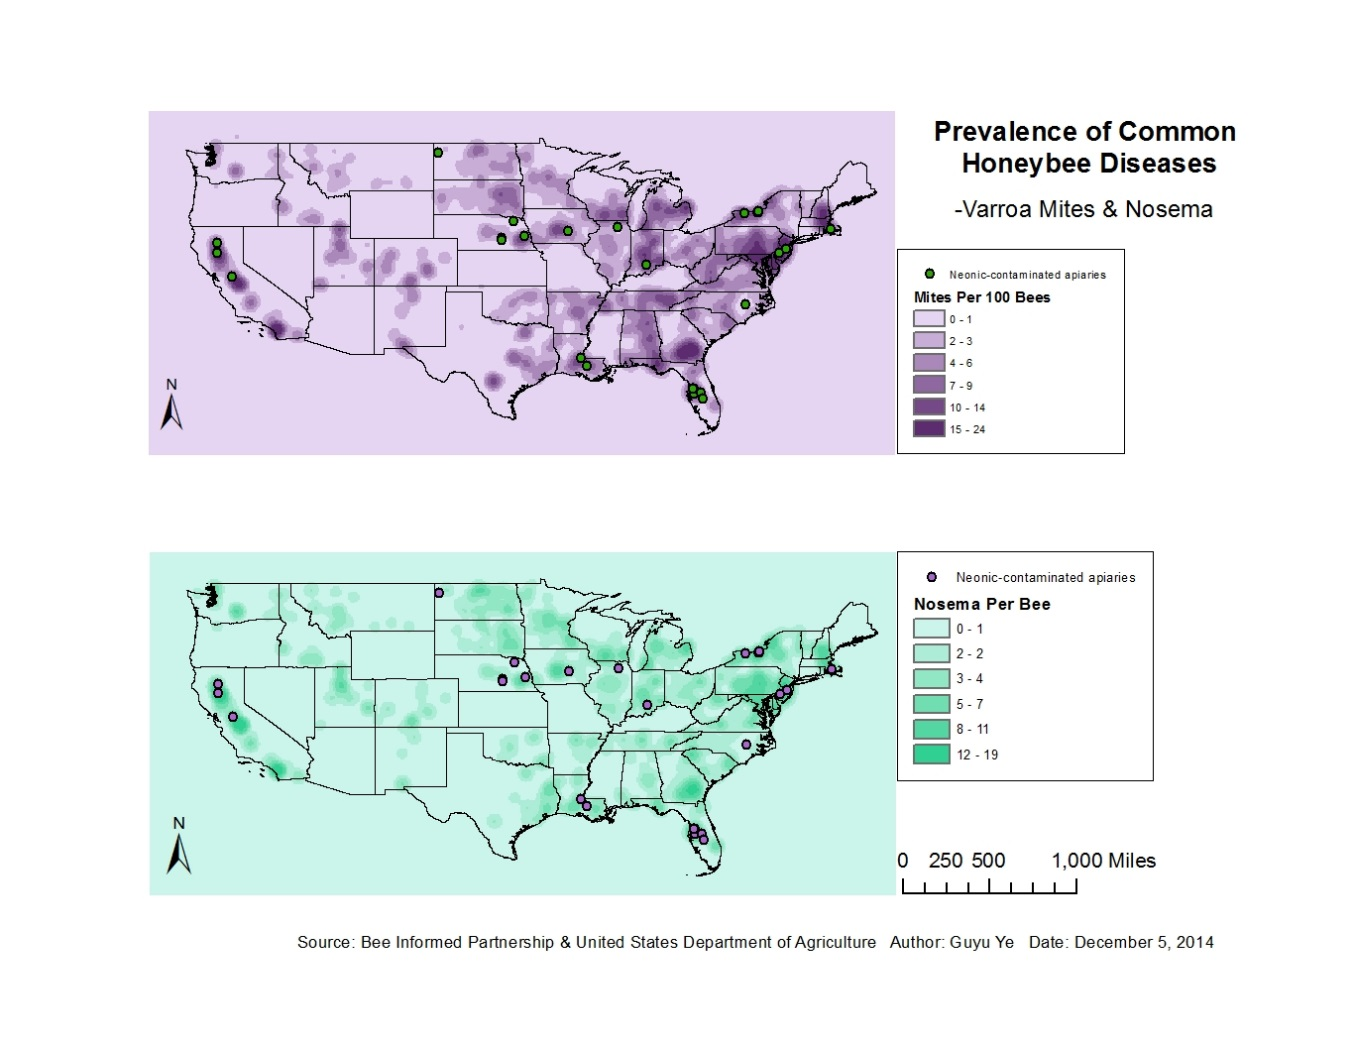 Prevalence of Common
Honeybee Diseases
-Varroa Mites & Nosema
Neonic-contaminated apiaries
Mites Per 100 Bees
0 - 1
2 - 3
4 - 6
7 - 9
10 - 14
15 - 24
N
Neonic-contaminated apiaries
Nosema Per Bee
0 - 1
2 - 2
3 - 4
5 - 7
8 - 11
12 - 19
N
0 250 500 1,000 Miles
Source: Bee Informed Partnership & United States Department of Agriculture Author: Guyu Ye Date: December 5, 2014